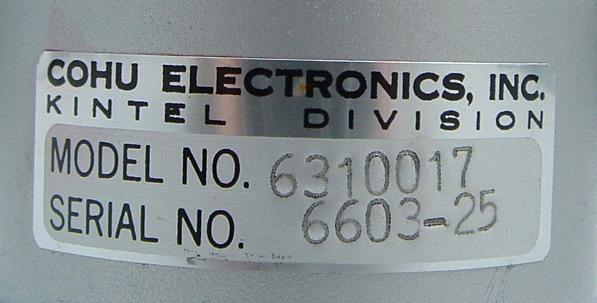 COHU ELECTRONICS, INC.
KINTEL DIVISION
MODEL NO. 6310017
SERIAL NO. 6603-25